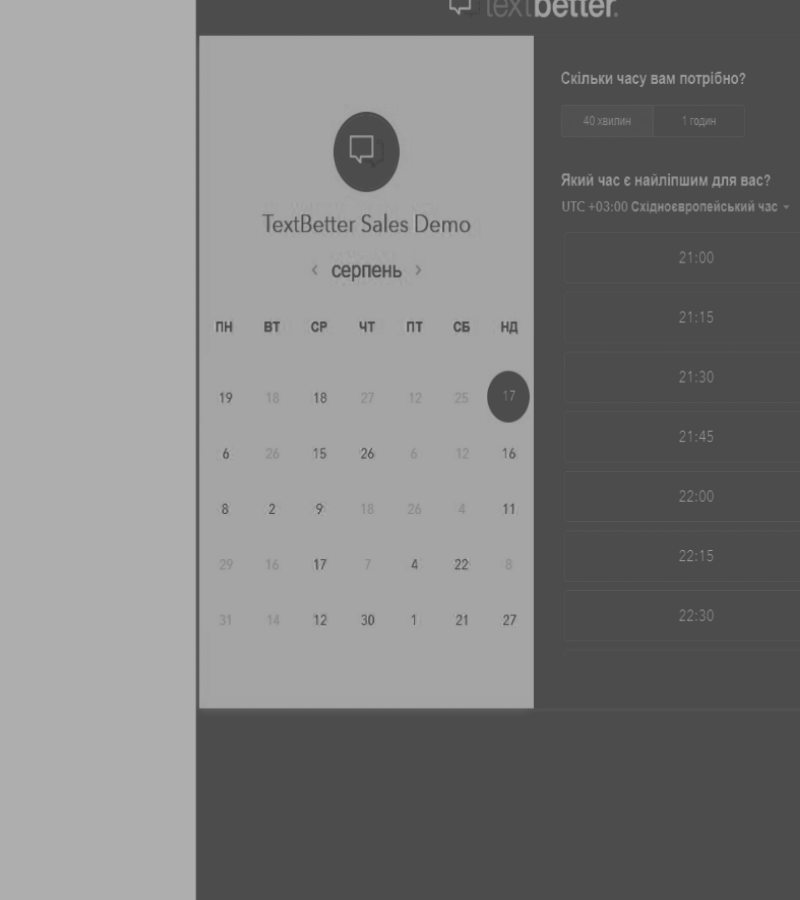 textbetter.
TextBetter Sales Demo
‹ серпень ›
ПН ВТ СР ЧТ ПТ СБ НД
19 18 18 27 12 25 17
6 26 15 26 6 12 16
8 2 9 18 26 4 11
29 16 17 7 4 22 8
31 14 12 30 1 21 27
Скільки часу вам потрібно?
40 хвилин 1 годин
Який час є найліпшим для вас?
UTC +03:00 Східноєвропейський час
21:00
21:15
21:30
21:45
22:00
22:15
22:30